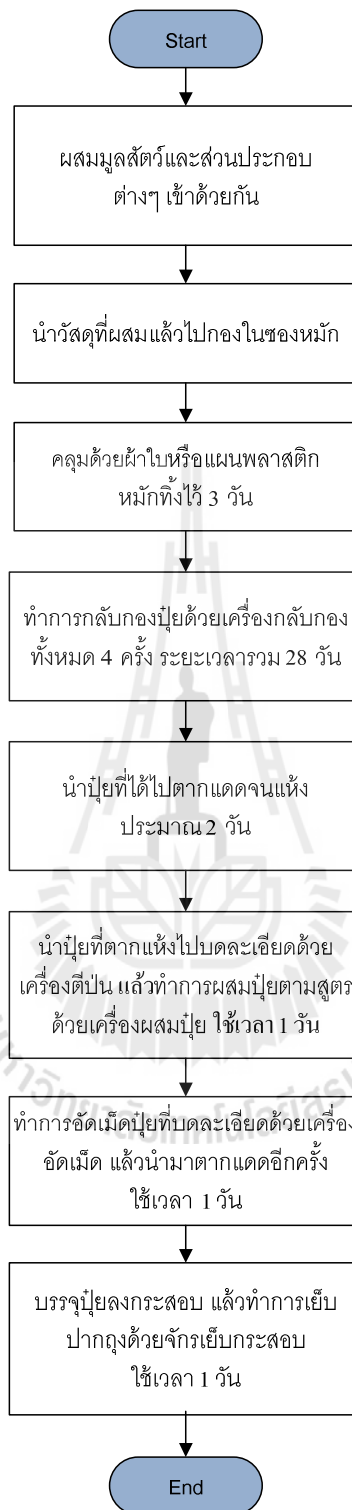 Start
ผสมมูลสัตว์และส่วนประกอบ
ต่างๆ เข้าด้วยกัน
นำวัสดุที่ผสมแล้วไปกองในซองหมัก
คลุมด้วยผ้าใบหรือแผนพลาสติก
หมักทิ้งไว้ 3 วัน
ทำการกลับกองปุ๋ยด้วยเครื่องกลับกอง
ทั้งหมด 4 ครั้ง ระยะเวลารวม 28 วัน
นำปุ๋ยที่ได้ไปตากแดดจนแห้ง
ประมาณ 2 วัน
นำปุ๋ยที่ตากแห้งไปบดละเอียดด้วย
เครื่องตีป่น แล้วทำการผสมปุ๋ยตามสูตร
ด้วยเครื่องผสมปุ๋ย ใช้เวลา 1 วัน
ทำการอัดเม็ดปุ๋ยที่บดละเอียดด้วยเครื่อง
อัดเม็ด แล้วนำมาตากแดดอีกครั้ง
ใช้เวลา 1 วัน
บรรจุปุ๋ยลงกระสอบ แล้วทำการเย็บ
ปากถุงด้วยจักรเย็บกระสอบ
ใช้เวลา 1 วัน
End